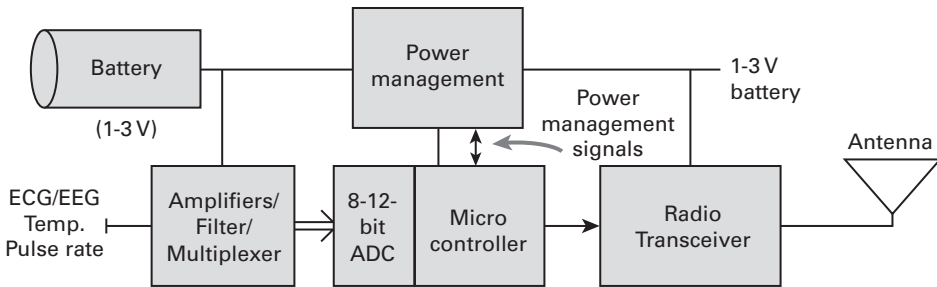 Battery
(1-3 V)
Power
management
1-3 V
battery
Power
management
signals
Antenna
ECG/EEG
Temp.
Pulse rate
Amplifiers/
Filter/
Multiplexer
8-12-
bit
ADC
Micro
controller
Radio
Transceiver